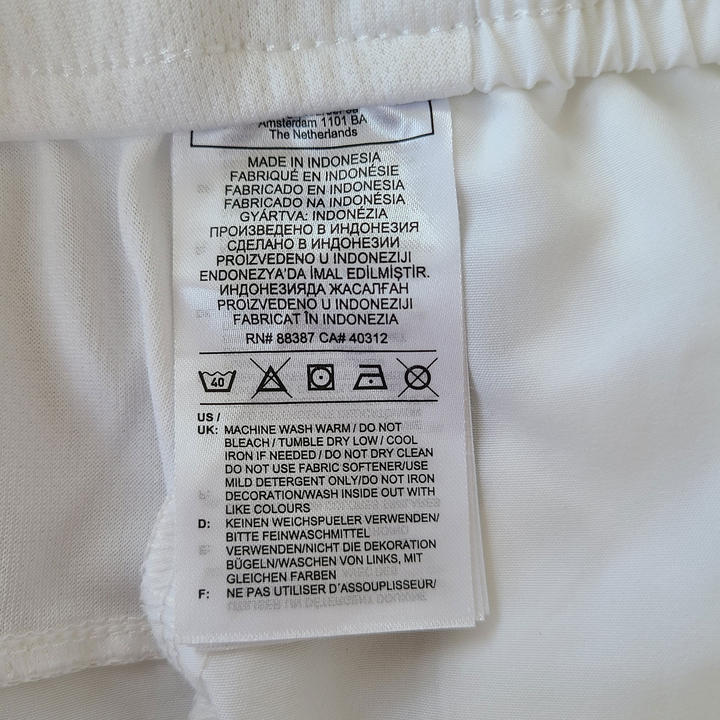 Amsterdam 1101 BA
The Netherlands
MADE IN INDONESIA
FABRIQUÉ EN INDONÉSIE
FABRICADO EN INDONESIA
FABRICADO NA INDONÉSIA
GYÁRTVA: INDONÉZIA
ПРОИЗВЕДЕНО В ИНДОНЕЗИЯ
СДЕЛАНО В ИНДОНЕЗИИ
PROIZVEDENO U INDONEZIJI
ENDONEZYA'DA İMAL EDİLMİŞTİR.
ИНДОНЕЗИЯДА ЖАСАЛҒАН
PROIZVEDENO U INDONEZIJI
FABRICAT ÎN INDONEZIA
RN# 88387 CA# 40312
40
US /
UK: MACHINE WASH WARM / DO NOT
BLEACH / TUMBLE DRY LOW / COOL
IRON IF NEEDED / DO NOT DRY CLEAN
DO NOT USE FABRIC SOFTENER/USE
MILD DETERGENT ONLY/DO NOT IRON
DECORATION/WASH INSIDE OUT WITH
LIKE COLOURS
D: KEINEN WEICHSPUELER VERWENDEN/
BITTE FEINWASCHMITTEL
VERWENDEN/NICHT DIE DEKORATION
BÜGELN/WASCHEN VON LINKS, MIT
GLEICHEN FARBEN
F: NE PAS UTILISER D'ASSOUPLISSEUR/